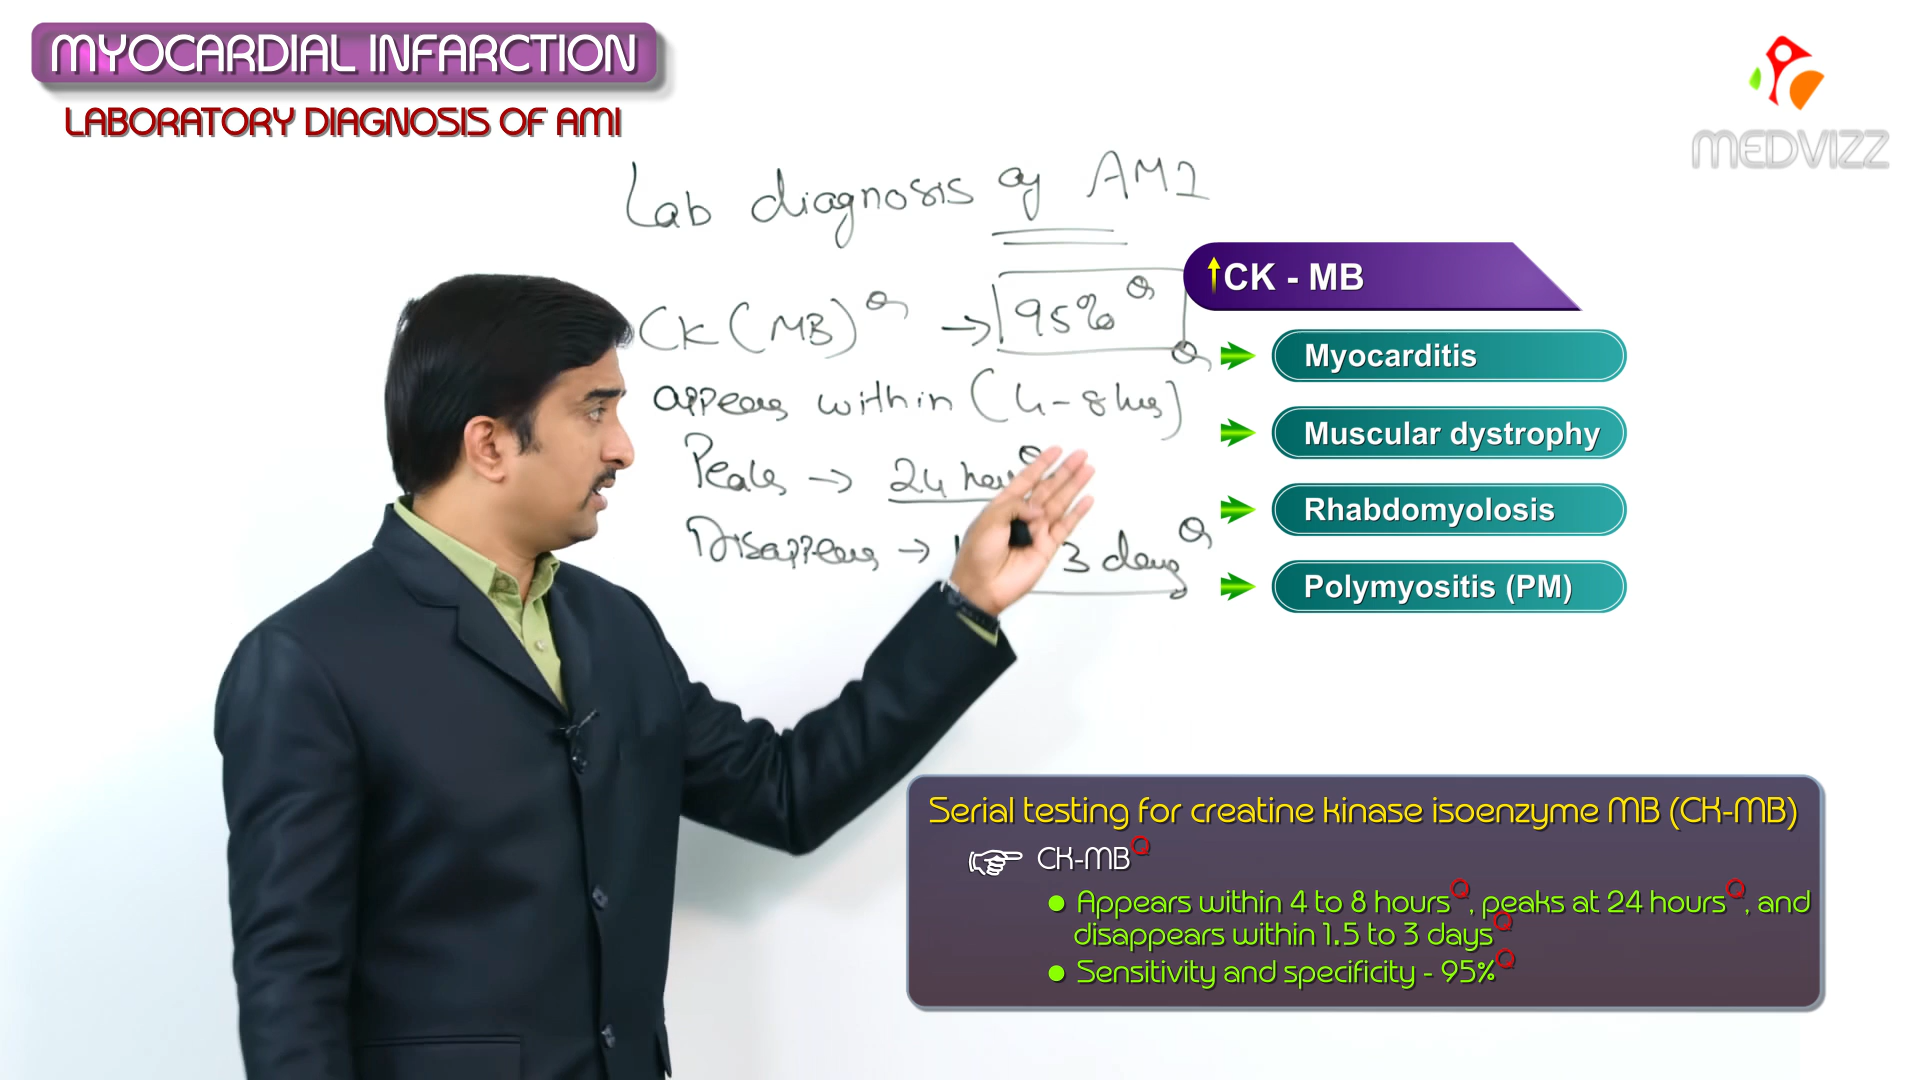 MYOCARDIAL INFARCTION
LABORATORY DIAGNOSIS OF AMI
MEDVIZZ
Lab diagnosis of AMI
CK (MB) Q → 95% Q
appears within (4-8 hrs) Q
Peaks → 24 hours Q
Disappears → 3 days Q
↑CK - MB
Myocarditis
Muscular dystrophy
Rhabdomyolosis
Polymyositis (PM)
Serial testing for creatine kinase isoenzyme MB (CK-MB)
CK-MB Q
• Appears within 4 to 8 hours Q, peaks at 24 hours Q, and
disappears within 1.5 to 3 days Q
• Sensitivity and specificity - 95% Q